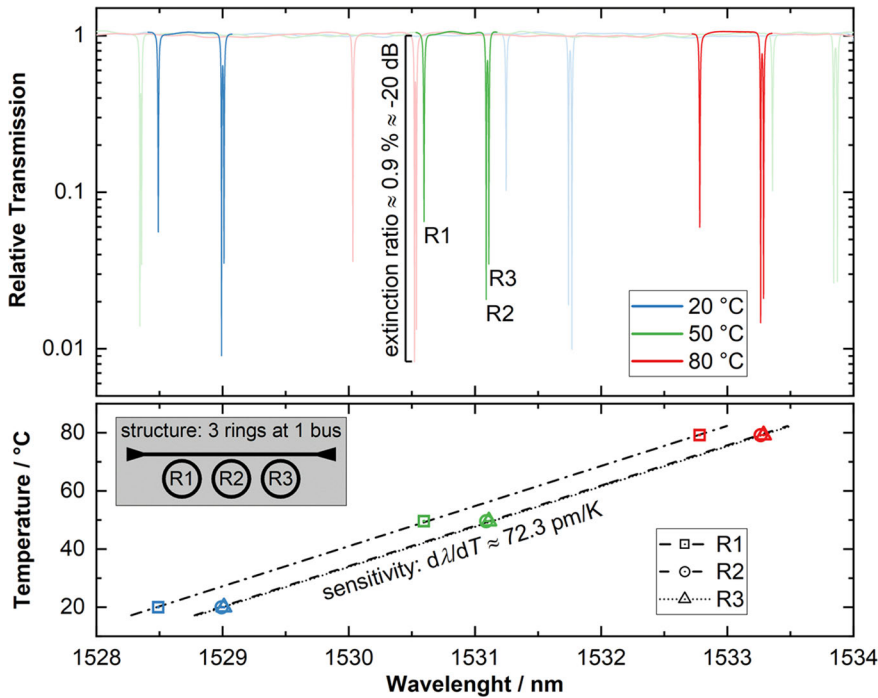 1
0.1
0.01
Relative Transmission
extinction ratio ≈ 0.9 % ≈ -20 dB
R1
R3
R2
20 °C
50 °C
80 °C
80
60
40
20
Temperature / °C
structure: 3 rings at 1 bus
R1 R2 R3
sensitivity: dλ/dT ≈ 72.3 pm/K
R1
R2
R3
1528 1529 1530 1531 1532 1533 1534
Wavelenght / nm